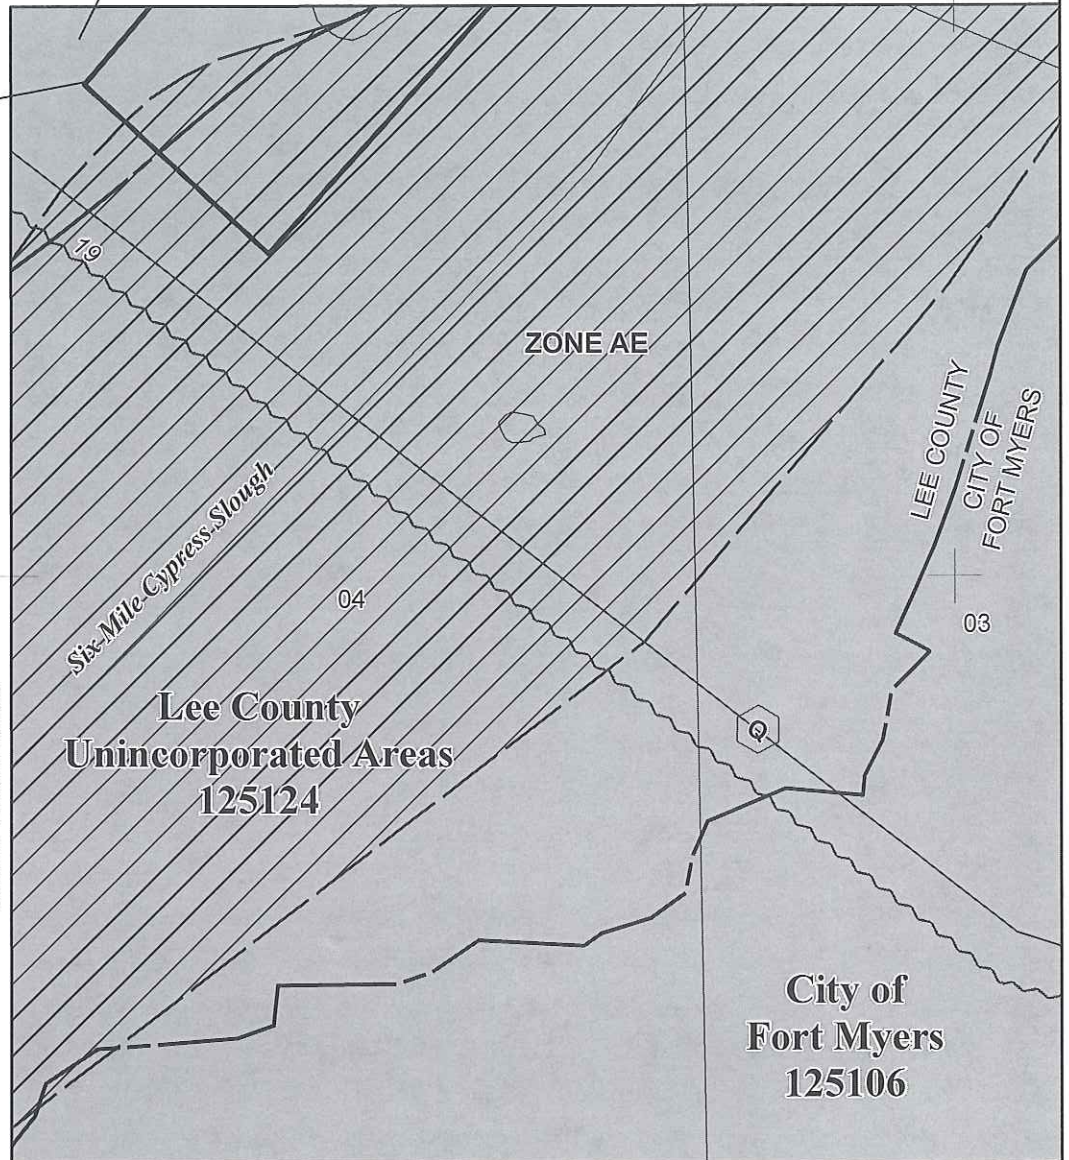 19
ZONE AE
LEE COUNTY
CITY OF
FORT MYERS
Six-Mile-Cypress Slough
04
03
Lee County
Unincorporated Areas
125124
Q
City of
Fort Myers
125106